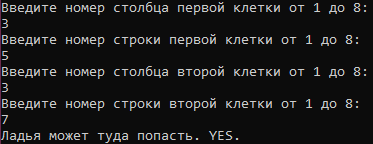 Введите номер столбца первой клетки от 1 до 8:
3
Введите номер строки первой клетки от 1 до 8:
5
Введите номер столбца второй клетки от 1 до 8:
3
Введите номер строки второй клетки от 1 до 8:
7
Ладья может туда попасть. YES.